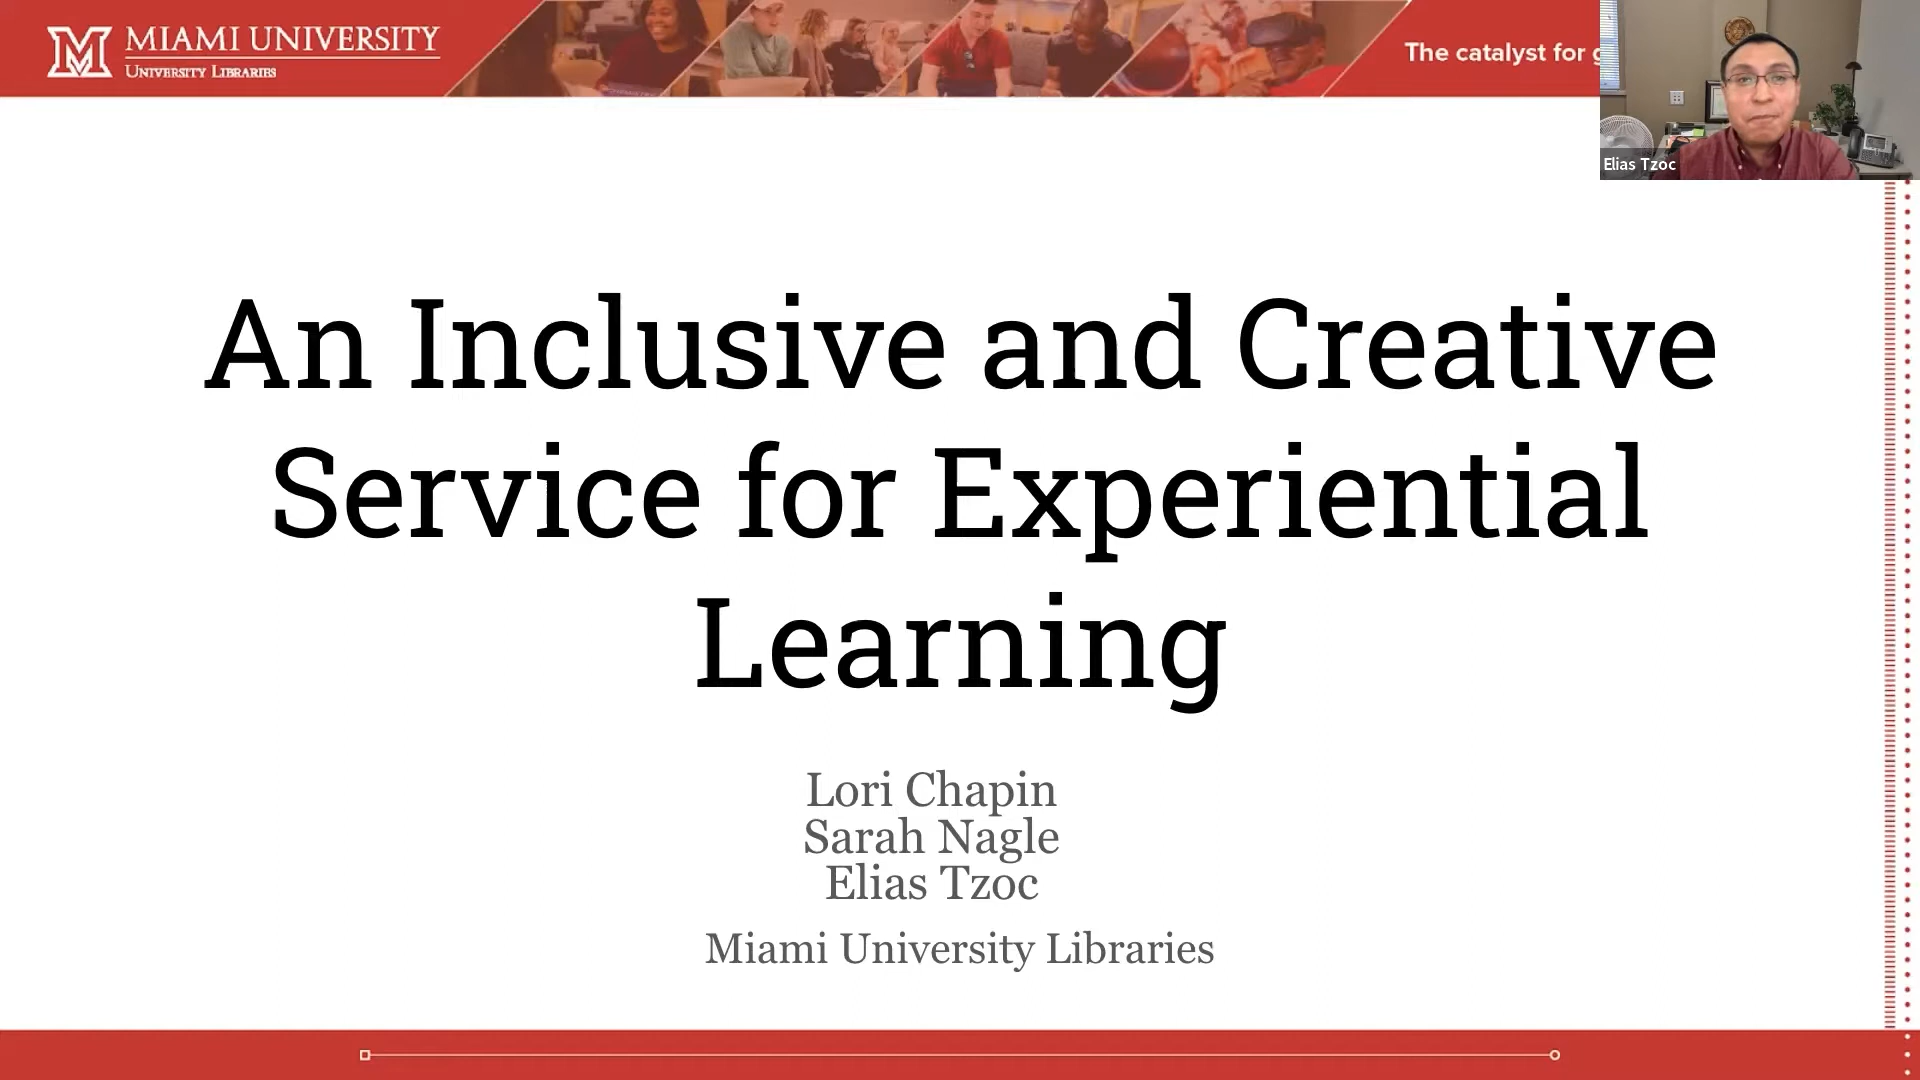 MIAMI UNIVERSITY
UNIVERSITY LIBRARIES
The catalyst for
Elias Tzoc
An Inclusive and Creative
Service for Experiential
Learning
Lori Chapin
Sarah Nagle
Elias Tzoc
Miami University Libraries